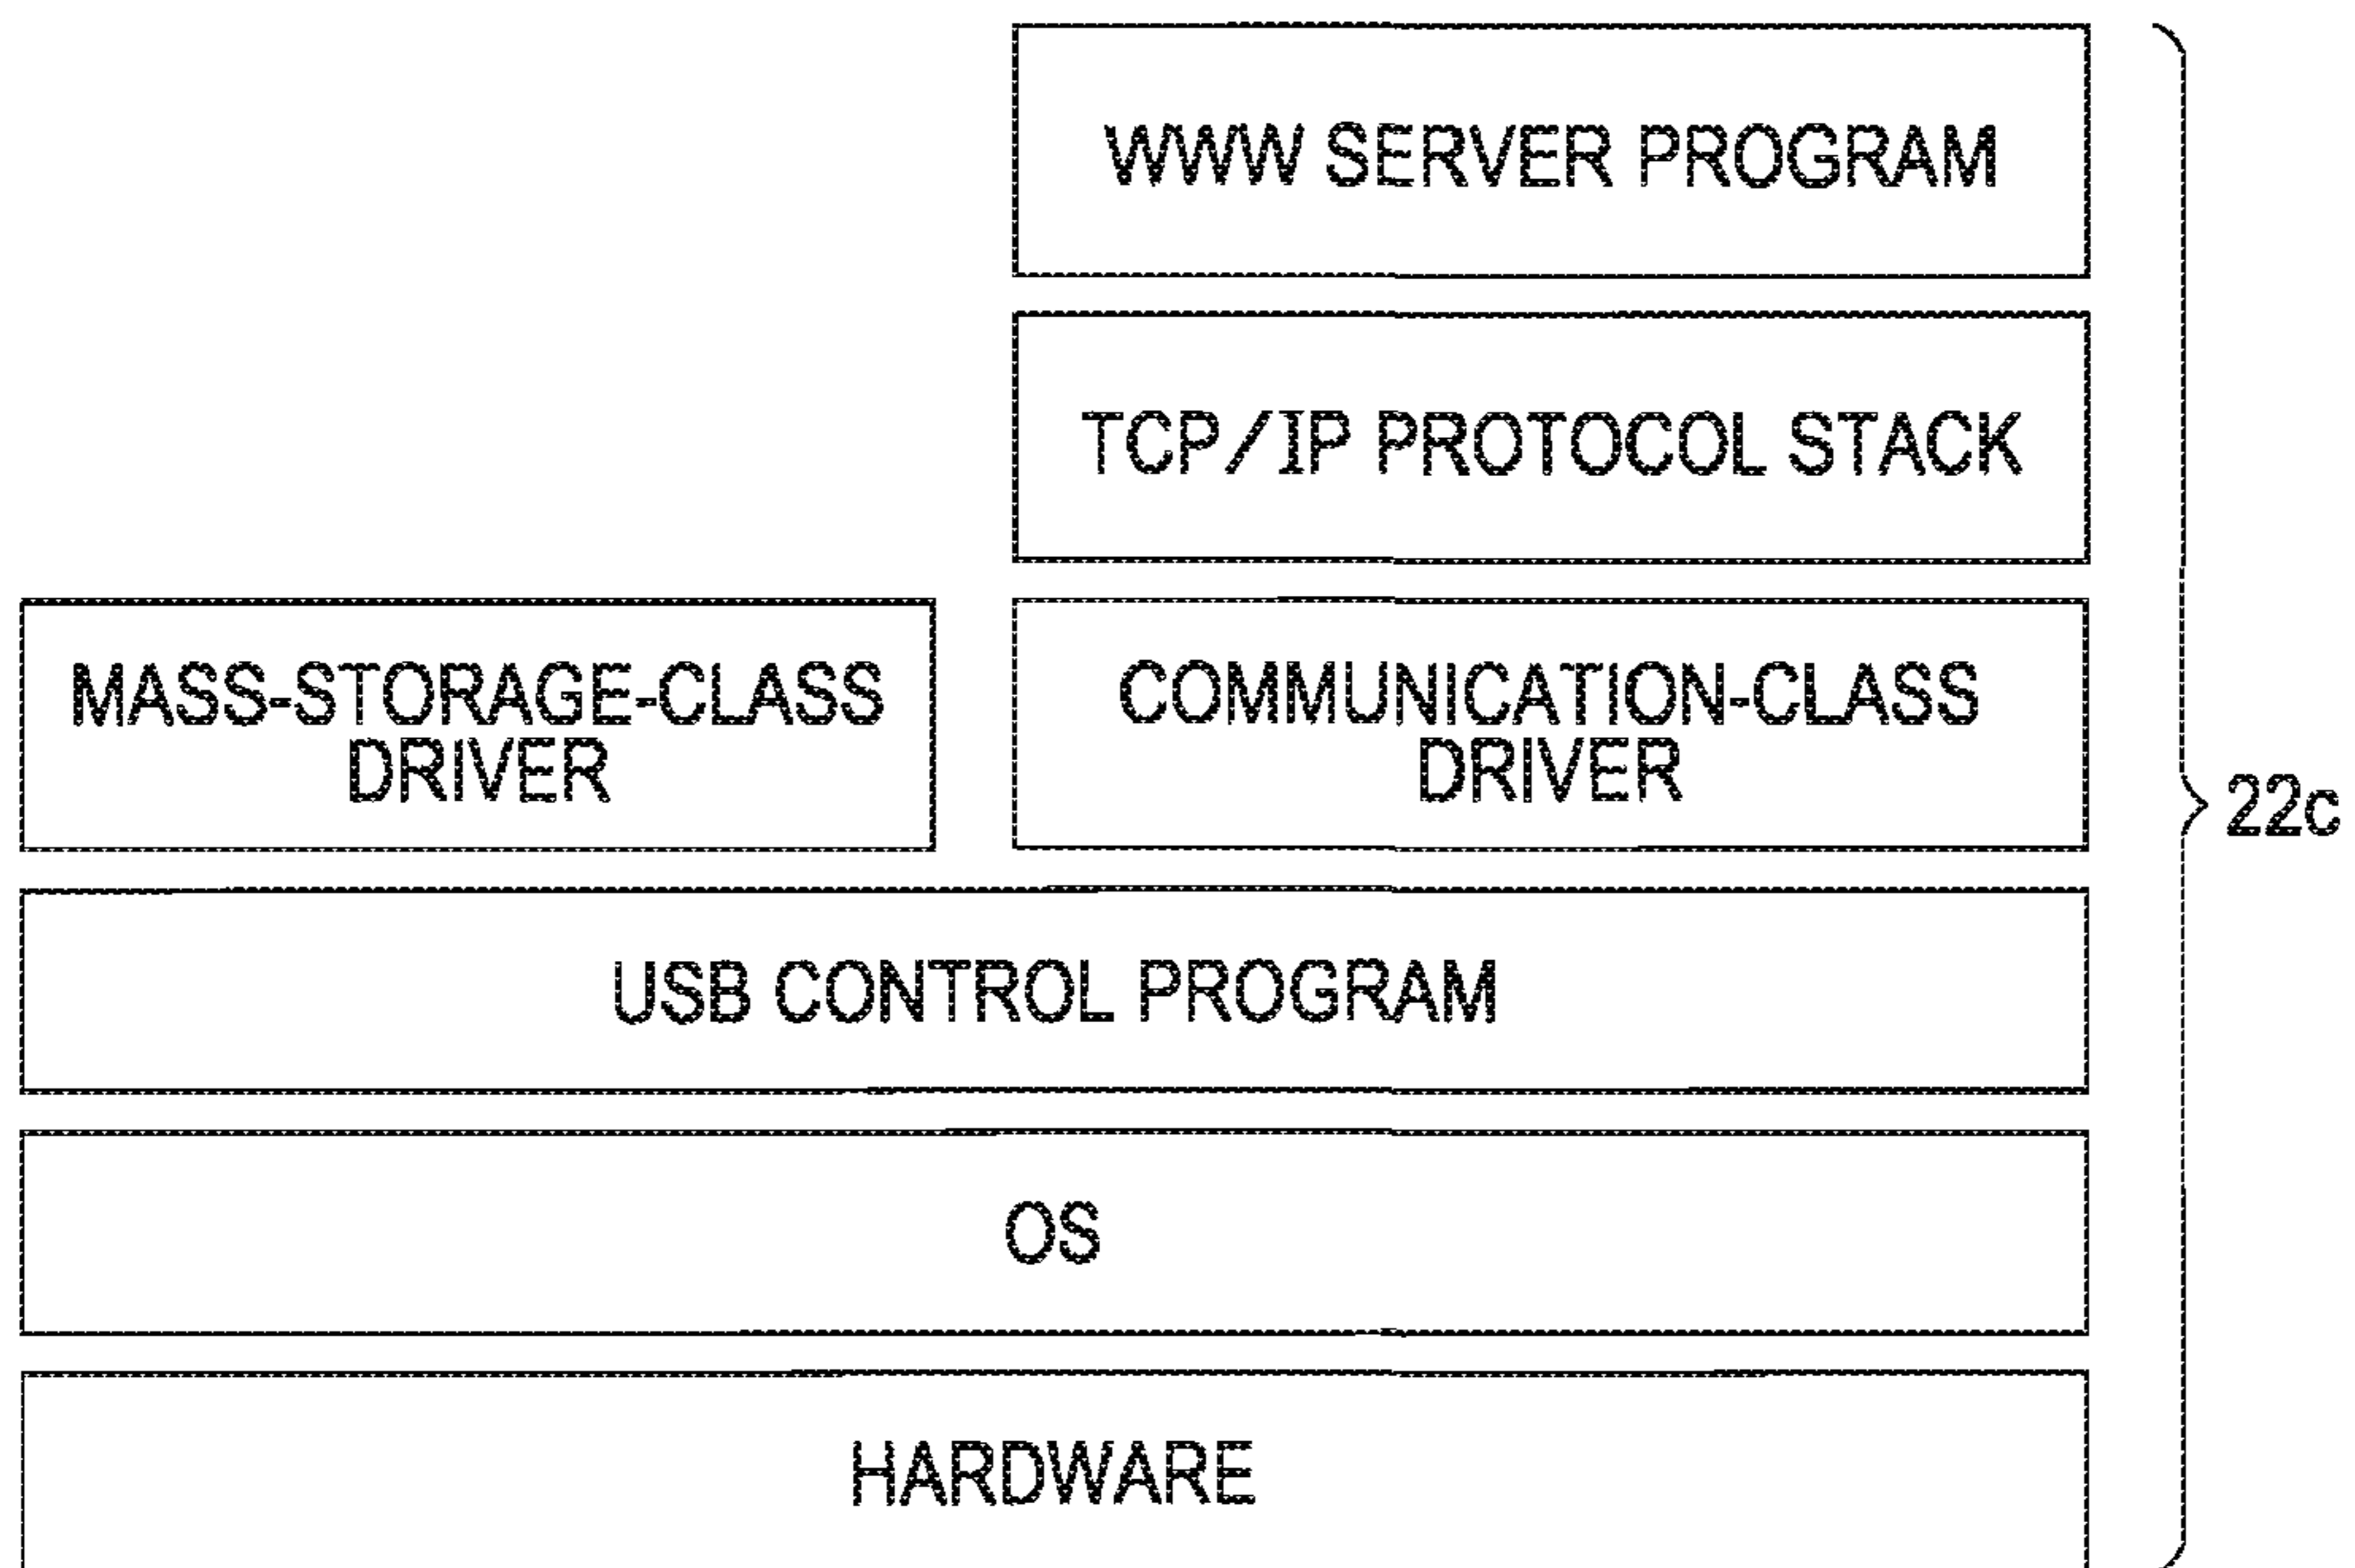 WWW SERVER PROGRAM
TCP/IP PROTOCOL STACK
MASS-STORAGE-CLASS
DRIVER
COMMUNICATION-CLASS
DRIVER
22c
USB CONTROL PROGRAM
OS
HARDWARE